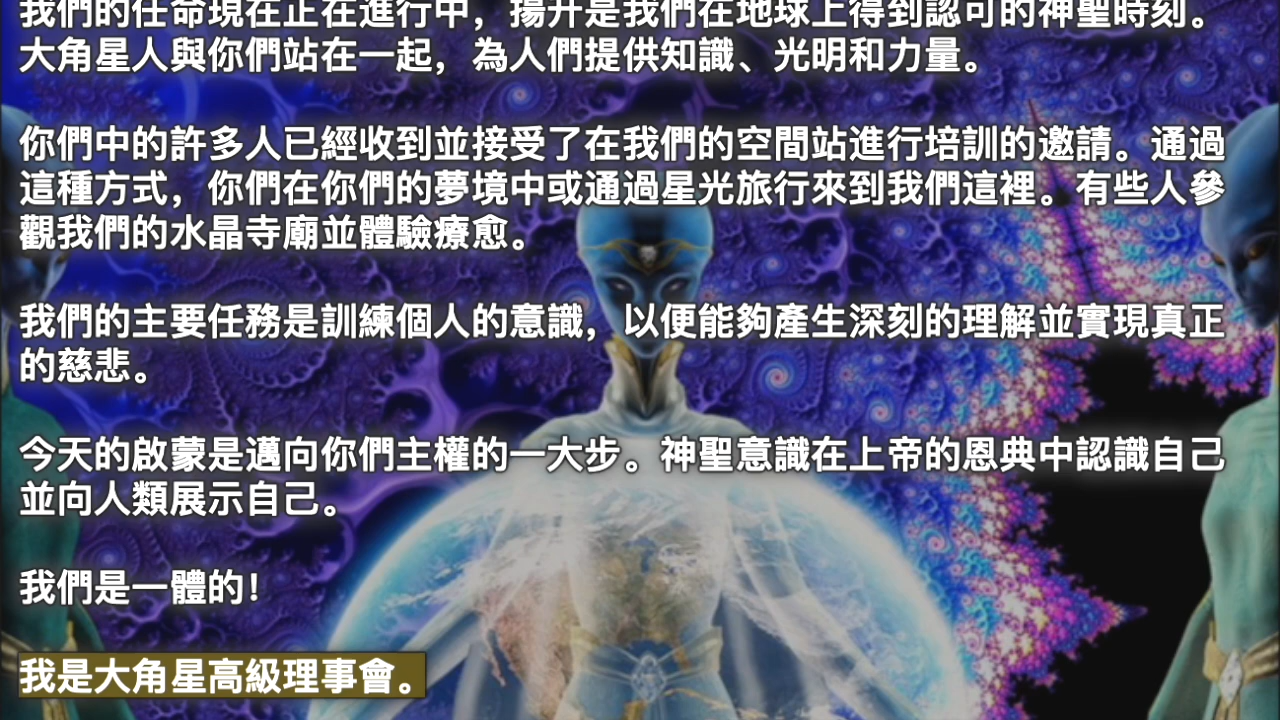 我們的任命現在正在進行中，揚升是我們在地球上得到認可的神聖時刻。
大角星人與你們站在一起，為人們提供知識、光明和力量。
你們中的許多人已經收到並接受了在我們的空間站進行培訓的邀請。通過
這種方式，你們在你們的夢境中或通過星光旅行來到我們這裡。有些人參
觀我們的水晶寺廟並體驗療愈。
我們的主要任務是訓練個人的意識，以便能夠產生深刻的理解並實現真正
的慈悲。
今天的啟蒙是邁向你們主權的一大步。神聖意識在上帝的恩典中認識自己
並向人類展示自己。
我們是一體的！
我是大角星高級理事會。